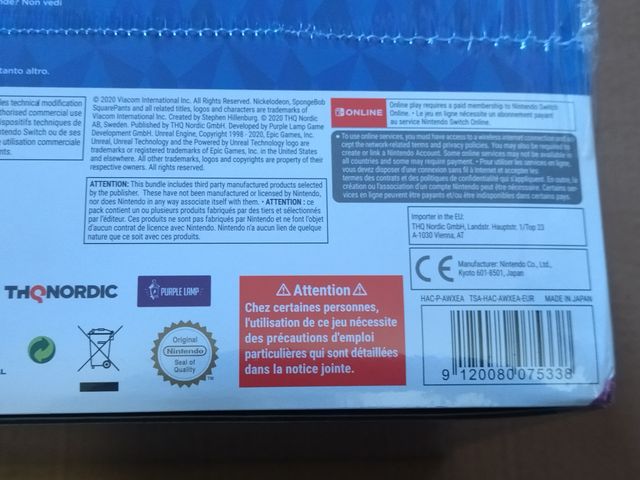 nde? Non vedi
tanto altro.
les technical modification
horised commercial use
ispositifs techniques de
ntendo Switch ou de ses
utilisation commerciale
nts.
© 2020 Viacom International Inc. All Rights Reserved. Nickelodeon, SpongeBob
SquarePants and all related titles, logos and characters are trademarks of
Viacom International Inc. Created by Stephen Hillenburg. © 2020 THQ Nordic
AB, Sweden. Published by THQ Nordic GmbH. Developed by Purple Lamp Game
Development GmbH. Unreal Engine, Copyright 1998 - 2020, Epic Games, Inc.
Unreal, Unreal Technology and the Powered by Unreal Technology logo are
trademarks or registered trademarks of Epic Games, Inc. in the United States
and elsewhere. All other trademarks, logos and copyrights are property of their
respective owners. All rights reserved.
ATTENTION: This bundle includes third party manufactured products selected
by the publisher. These have not been manufactured or licensed by Nintendo,
nor does Nintendo in any way associate itself with them. • ATTENTION : ce
pack contient un ou plusieurs produits fabriqués par des tiers et sélectionnés
par l'éditeur. Ces produits ne sont pas fabriqués par Nintendo et ne font l'objet
d'aucun contrat de licence avec Nintendo. Nintendo n'a aucun lien de quelque
nature que ce soit avec ces produits.
ONLINE
Online play requires a paid membership to Nintendo Switch
Online. • Le jeu en ligne nécessite un abonnement payant
au service Nintendo Switch Online.
• To use online services, you must have access to a wireless internet connection and ac-
cept the network-related terms and privacy policies. You may also be required to
create or link a Nintendo Account. Some online services may not be available in
all countries and some may require payment. • Pour utiliser les services en ligne,
vous devez disposer d'une connexion sans fil à Internet et accepter les
termes des contrats et des politiques de confidentialité qui s'appliquent. En outre, la
création ou l'association d'un compte Nintendo peut être nécessaire. Certains ser-
vices en ligne peuvent être payants et/ou être indisponibles dans certains pays.
Importer in the EU:
THQ Nordic GmbH, Landstr. Hauptstr. 1/Top 23
A-1030 Vienna, AT
CE
Manufacturer: Nintendo Co., Ltd.,
Kyoto 601-8501, Japan
HAC-P-AWXEA TSA-HAC-AWXEA-EUR MADE IN JAPAN
9 120080 075338
THQNORDIC
PURPLE LAMP
Original
Nintendo
Seal of
Quality
Attention
Chez certaines personnes,
l'utilisation de ce jeu nécessite
des précautions d'emploi
particulières qui sont détaillées
dans la notice jointe.